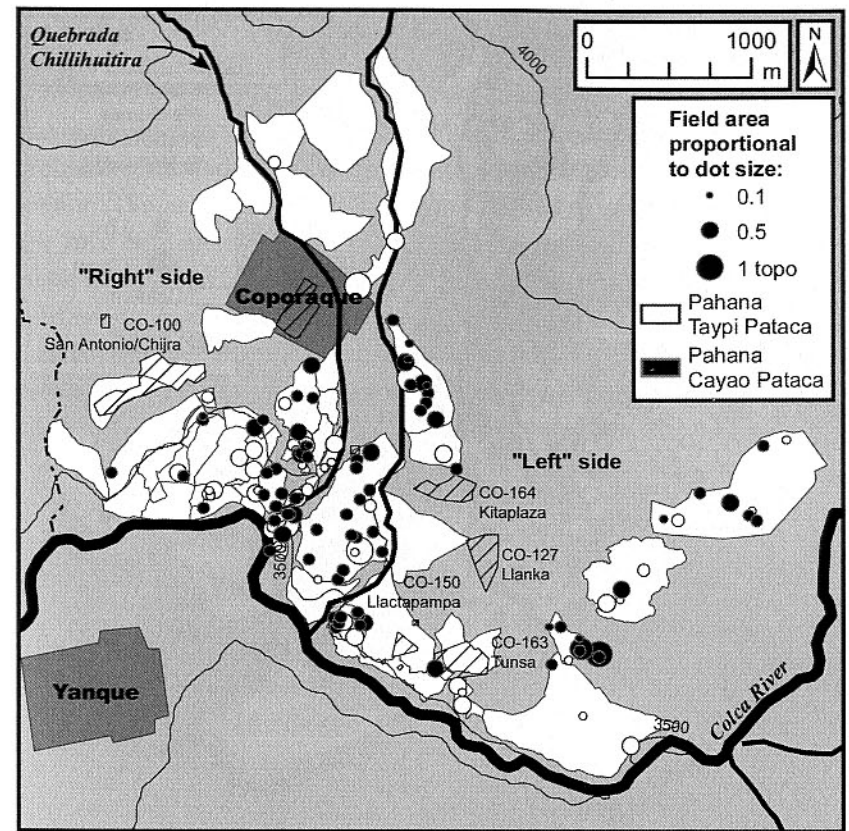 Quebrada
Chillihuitira
4000
0 1000
m
N
Field area
proportional
to dot size:
0.1
0.5
1 topo
Pahana
Taypi Pataca
Pahana
Cayao Pataca
"Right" side
Coporaque
CO-100
San Antonio/Chijra
"Left" side
CO-164
Kitaplaza
CO-127
Llanka
3500
CO-150
Llactapampa
CO-163
Tunsa
Yanque
Colca River
3500